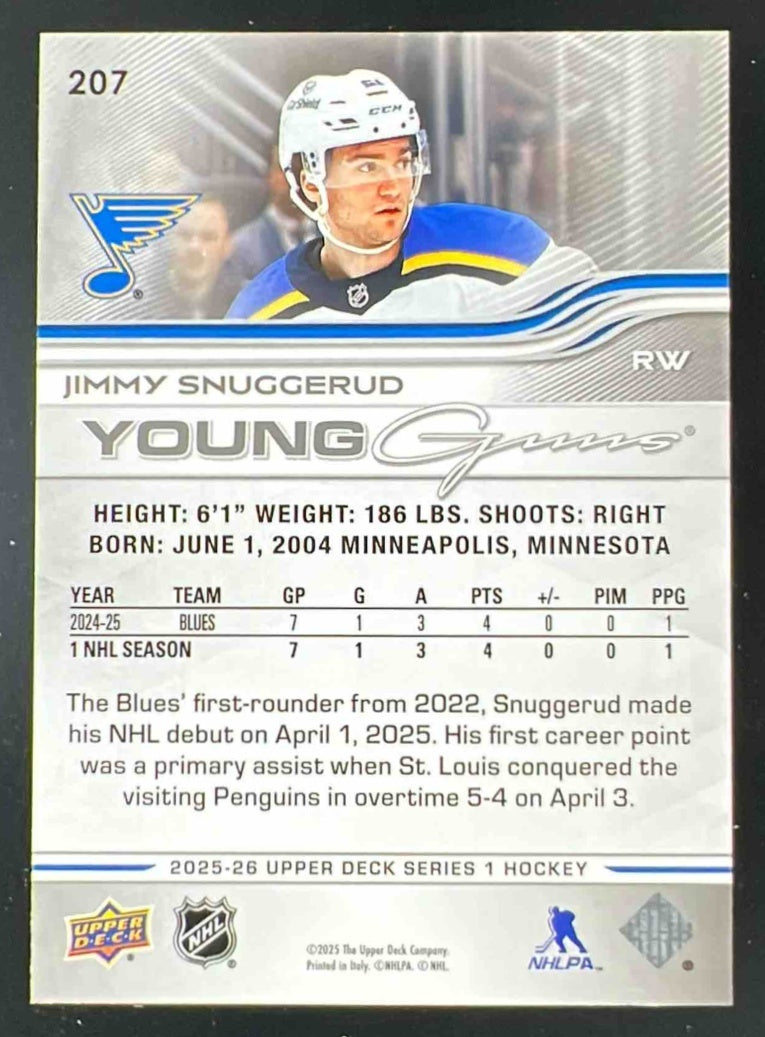 207
CarShield
51
CCM
RW
JIMMY SNUGGERUD
YOUNG Guns®
HEIGHT: 6'1" WEIGHT: 186 LBS. SHOOTS: RIGHT
BORN: JUNE 1, 2004 MINNEAPOLIS, MINNESOTA
YEAR TEAM GP G A PTS +/- PIM PPG
2024-25 BLUES 7 1 3 4 0 0 1
1 NHL SEASON 7 1 3 4 0 0 1
The Blues' first-rounder from 2022, Snuggerud made
his NHL debut on April 1, 2025. His first career point
was a primary assist when St. Louis conquered the
visiting Penguins in overtime 5-4 on April 3.
2025-26 UPPER DECK SERIES 1 HOCKEY
UPPER
D·E·C·K
NHL
©2025 The Upper Deck Company.
Printed in Italy. ©NHLPA. © NHL.
NHLPA™